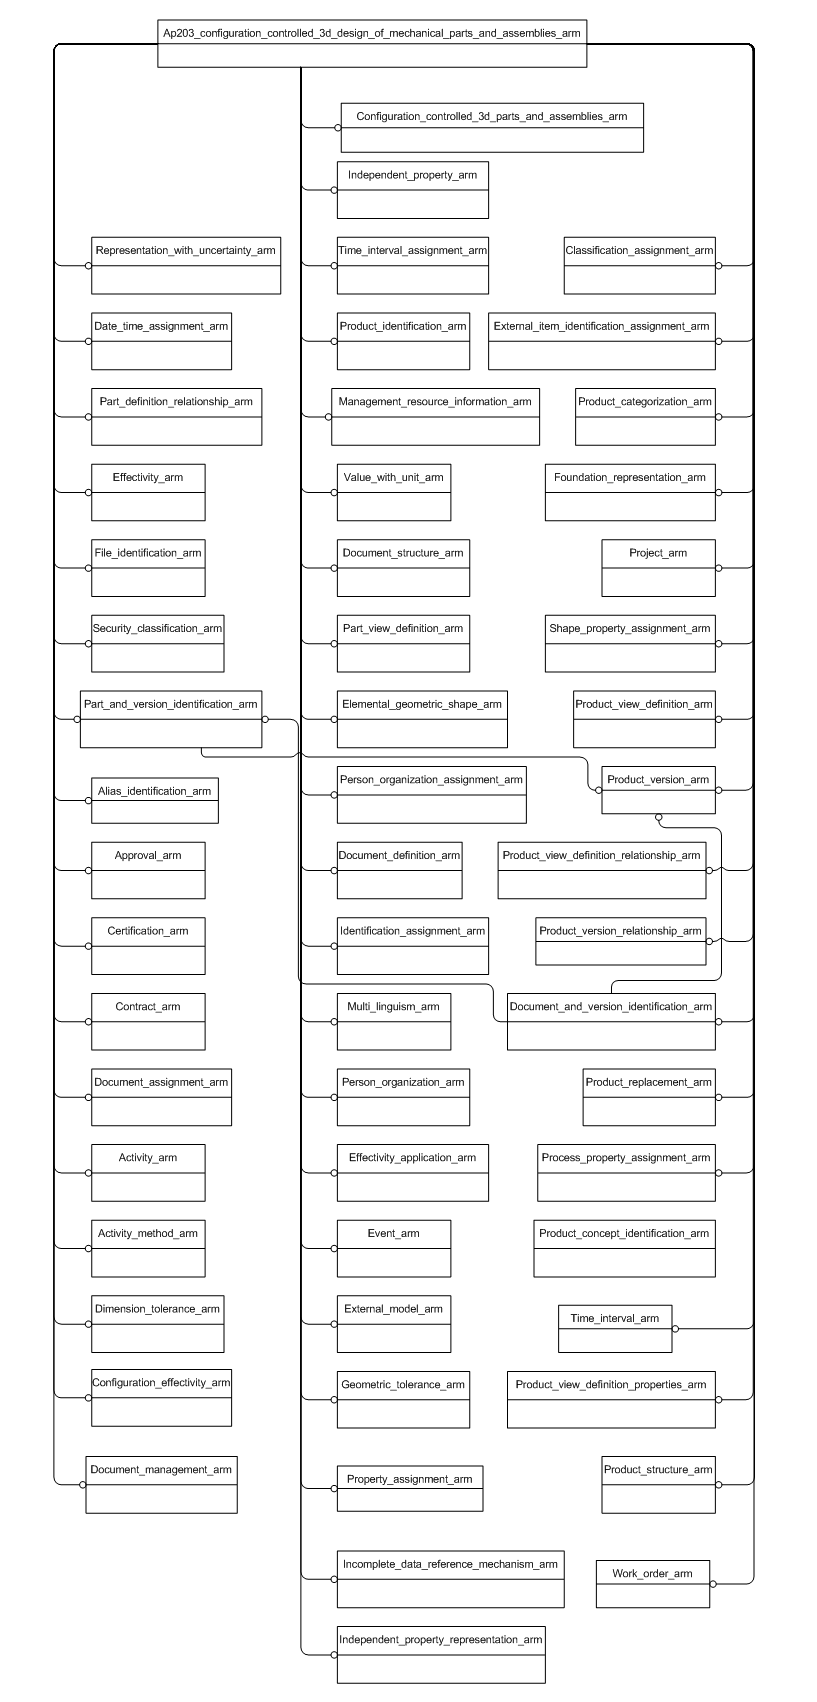 Ap203_configuration_controlled_3d_design_of_mechanical_parts_and_assemblies_arm
Configuration_controlled_3d_parts_and_assemblies_arm
Independent_property_arm
Representation_with_uncertainty_arm
Time_interval_assignment_arm
Classification_assignment_arm
Date_time_assignment_arm
Product_identification_arm
External_item_identification_assignment_arm
Part_definition_relationship_arm
Management_resource_information_arm
Product_categorization_arm
Effectivity_arm
Value_with_unit_arm
Foundation_representation_arm
File_identification_arm
Document_structure_arm
Project_arm
Security_classification_arm
Part_view_definition_arm
Shape_property_assignment_arm
Part_and_version_identification_arm
Elemental_geometric_shape_arm
Product_view_definition_arm
Alias_identification_arm
Person_organization_assignment_arm
Product_version_arm
Approval_arm
Document_definition_arm
Product_view_definition_relationship_arm
Certification_arm
Identification_assignment_arm
Product_version_relationship_arm
Contract_arm
Multi_linguism_arm
Document_and_version_identification_arm
Document_assignment_arm
Person_organization_arm
Product_replacement_arm
Activity_arm
Effectivity_application_arm
Process_property_assignment_arm
Activity_method_arm
Event_arm
Product_concept_identification_arm
Dimension_tolerance_arm
External_model_arm
Time_interval_arm
Configuration_effectivity_arm
Geometric_tolerance_arm
Product_view_definition_properties_arm
Document_management_arm
Property_assignment_arm
Product_structure_arm
Incomplete_data_reference_mechanism_arm
Work_order_arm
Independent_property_representation_arm